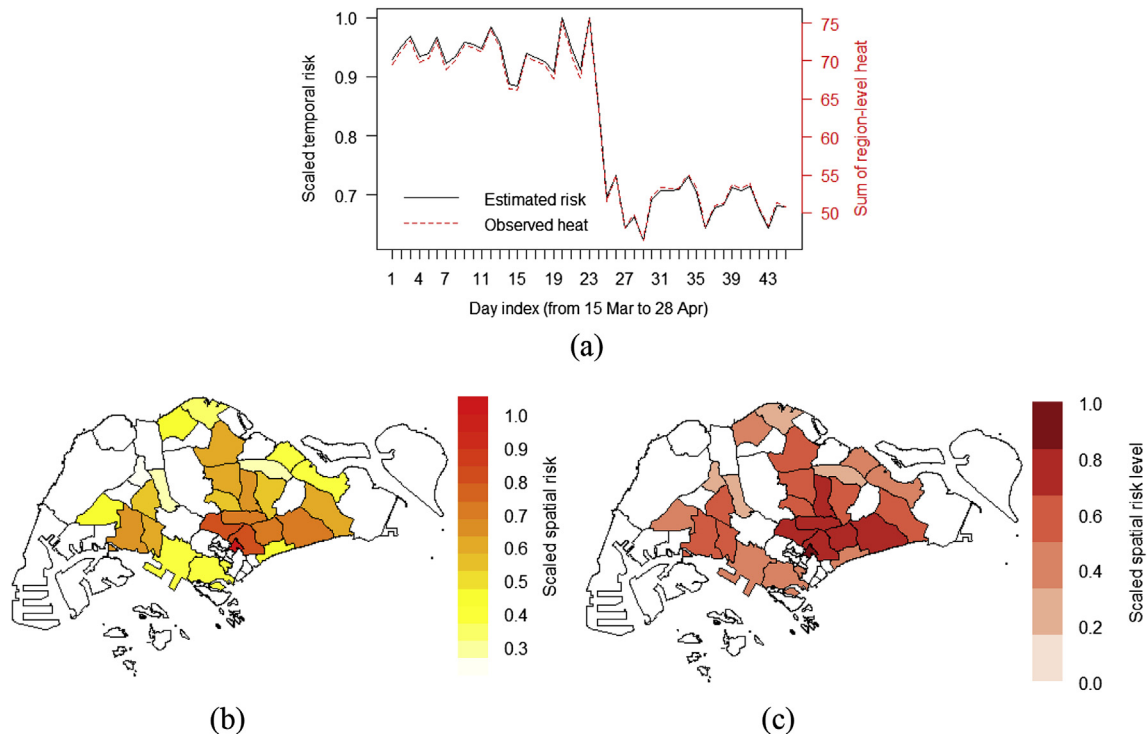 1.0
0.9
0.8
0.7
Scaled temporal risk
75
70
65
60
55
50
Sum of region-level heat
Estimated risk
Observed heat
1 4 7 11 15 19 23 27 31 35 39 43
Day index (from 15 Mar to 28 Apr)
(a)
1.0
0.9
0.8
0.7
0.6
0.5
0.4
0.3
Scaled spatial risk
(b)
1.0
0.8
0.6
0.4
0.2
0.0
Scaled spatial risk level
(c)